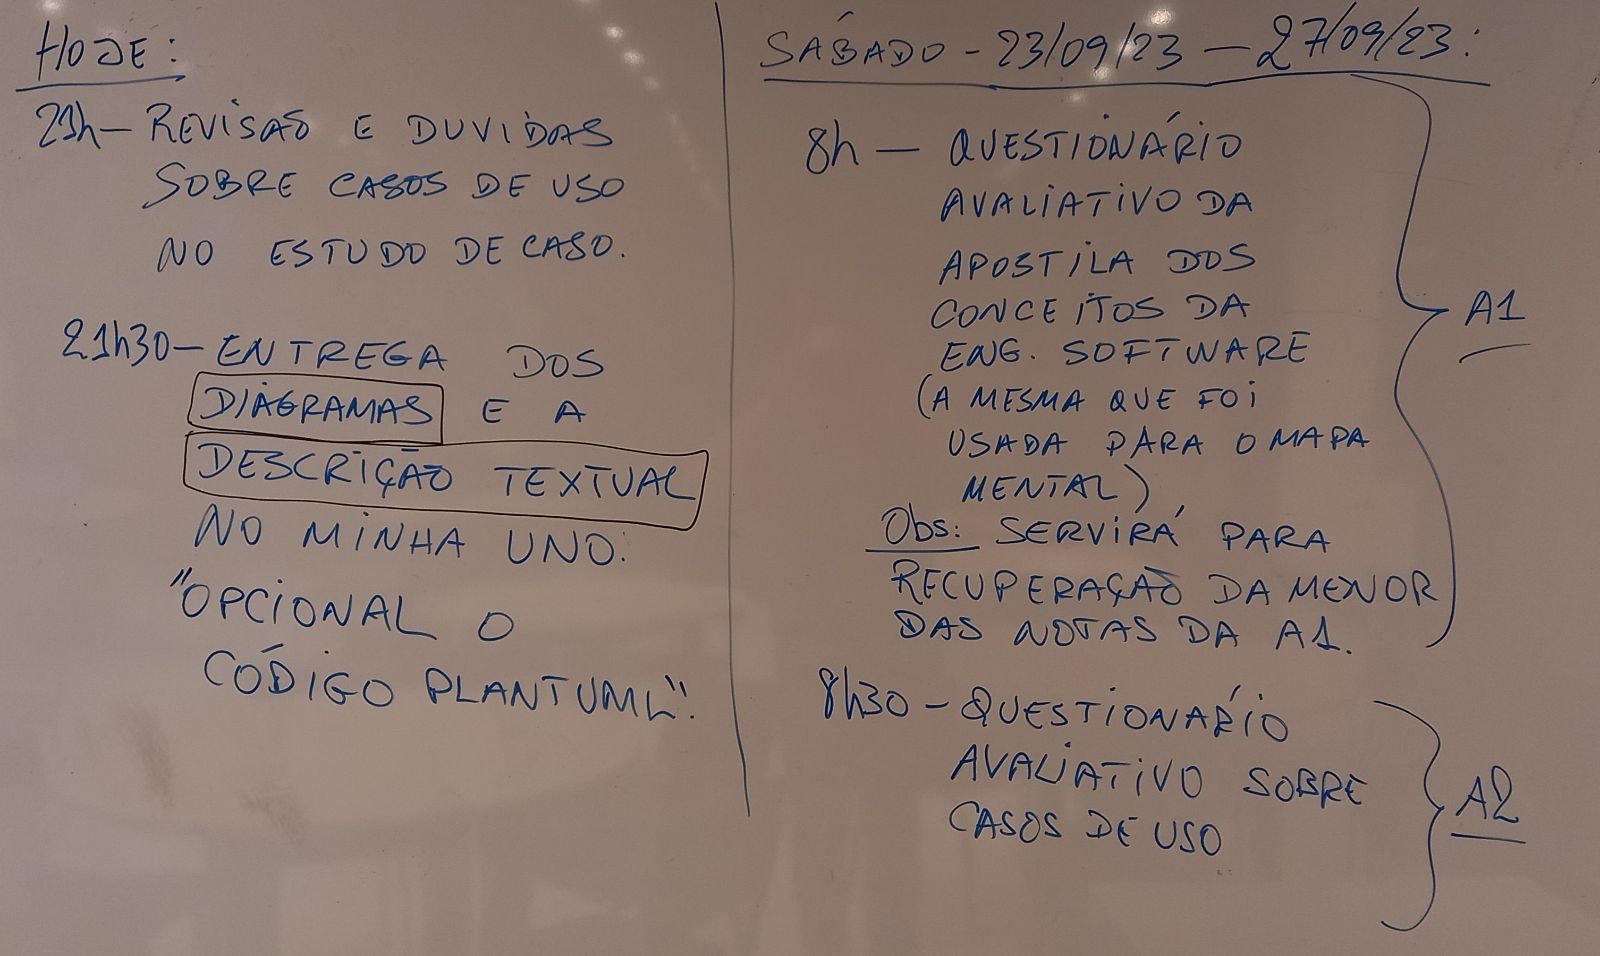 HOJE:
21h — REVISÃO E DUVIDAS
SOBRE CASOS DE USO
NO ESTUDO DE CASO.
21h30 — ENTREGA DOS
DIAGRAMAS E A
DESCRIÇÃO TEXTUAL
NO MINHA UNO.
"OPCIONAL O
CÓDIGO PLANTUML".
SÁBADO - 23/09/23 — 27/09/23:
8h — QUESTIONÁRIO
AVALIATIVO DA
APOSTILA DOS
CONCEITOS DA
ENG. SOFTWARE
(A MESMA QUE FOI
USADA PARA O MAPA
MENTAL)
Obs: SERVIRÁ PARA
RECUPERAÇÃO DA MENOR
DAS NOTAS DA A1.
A1
8h30 — QUESTIONÁRIO
AVALIATIVO SOBRE
CASOS DE USO
A2